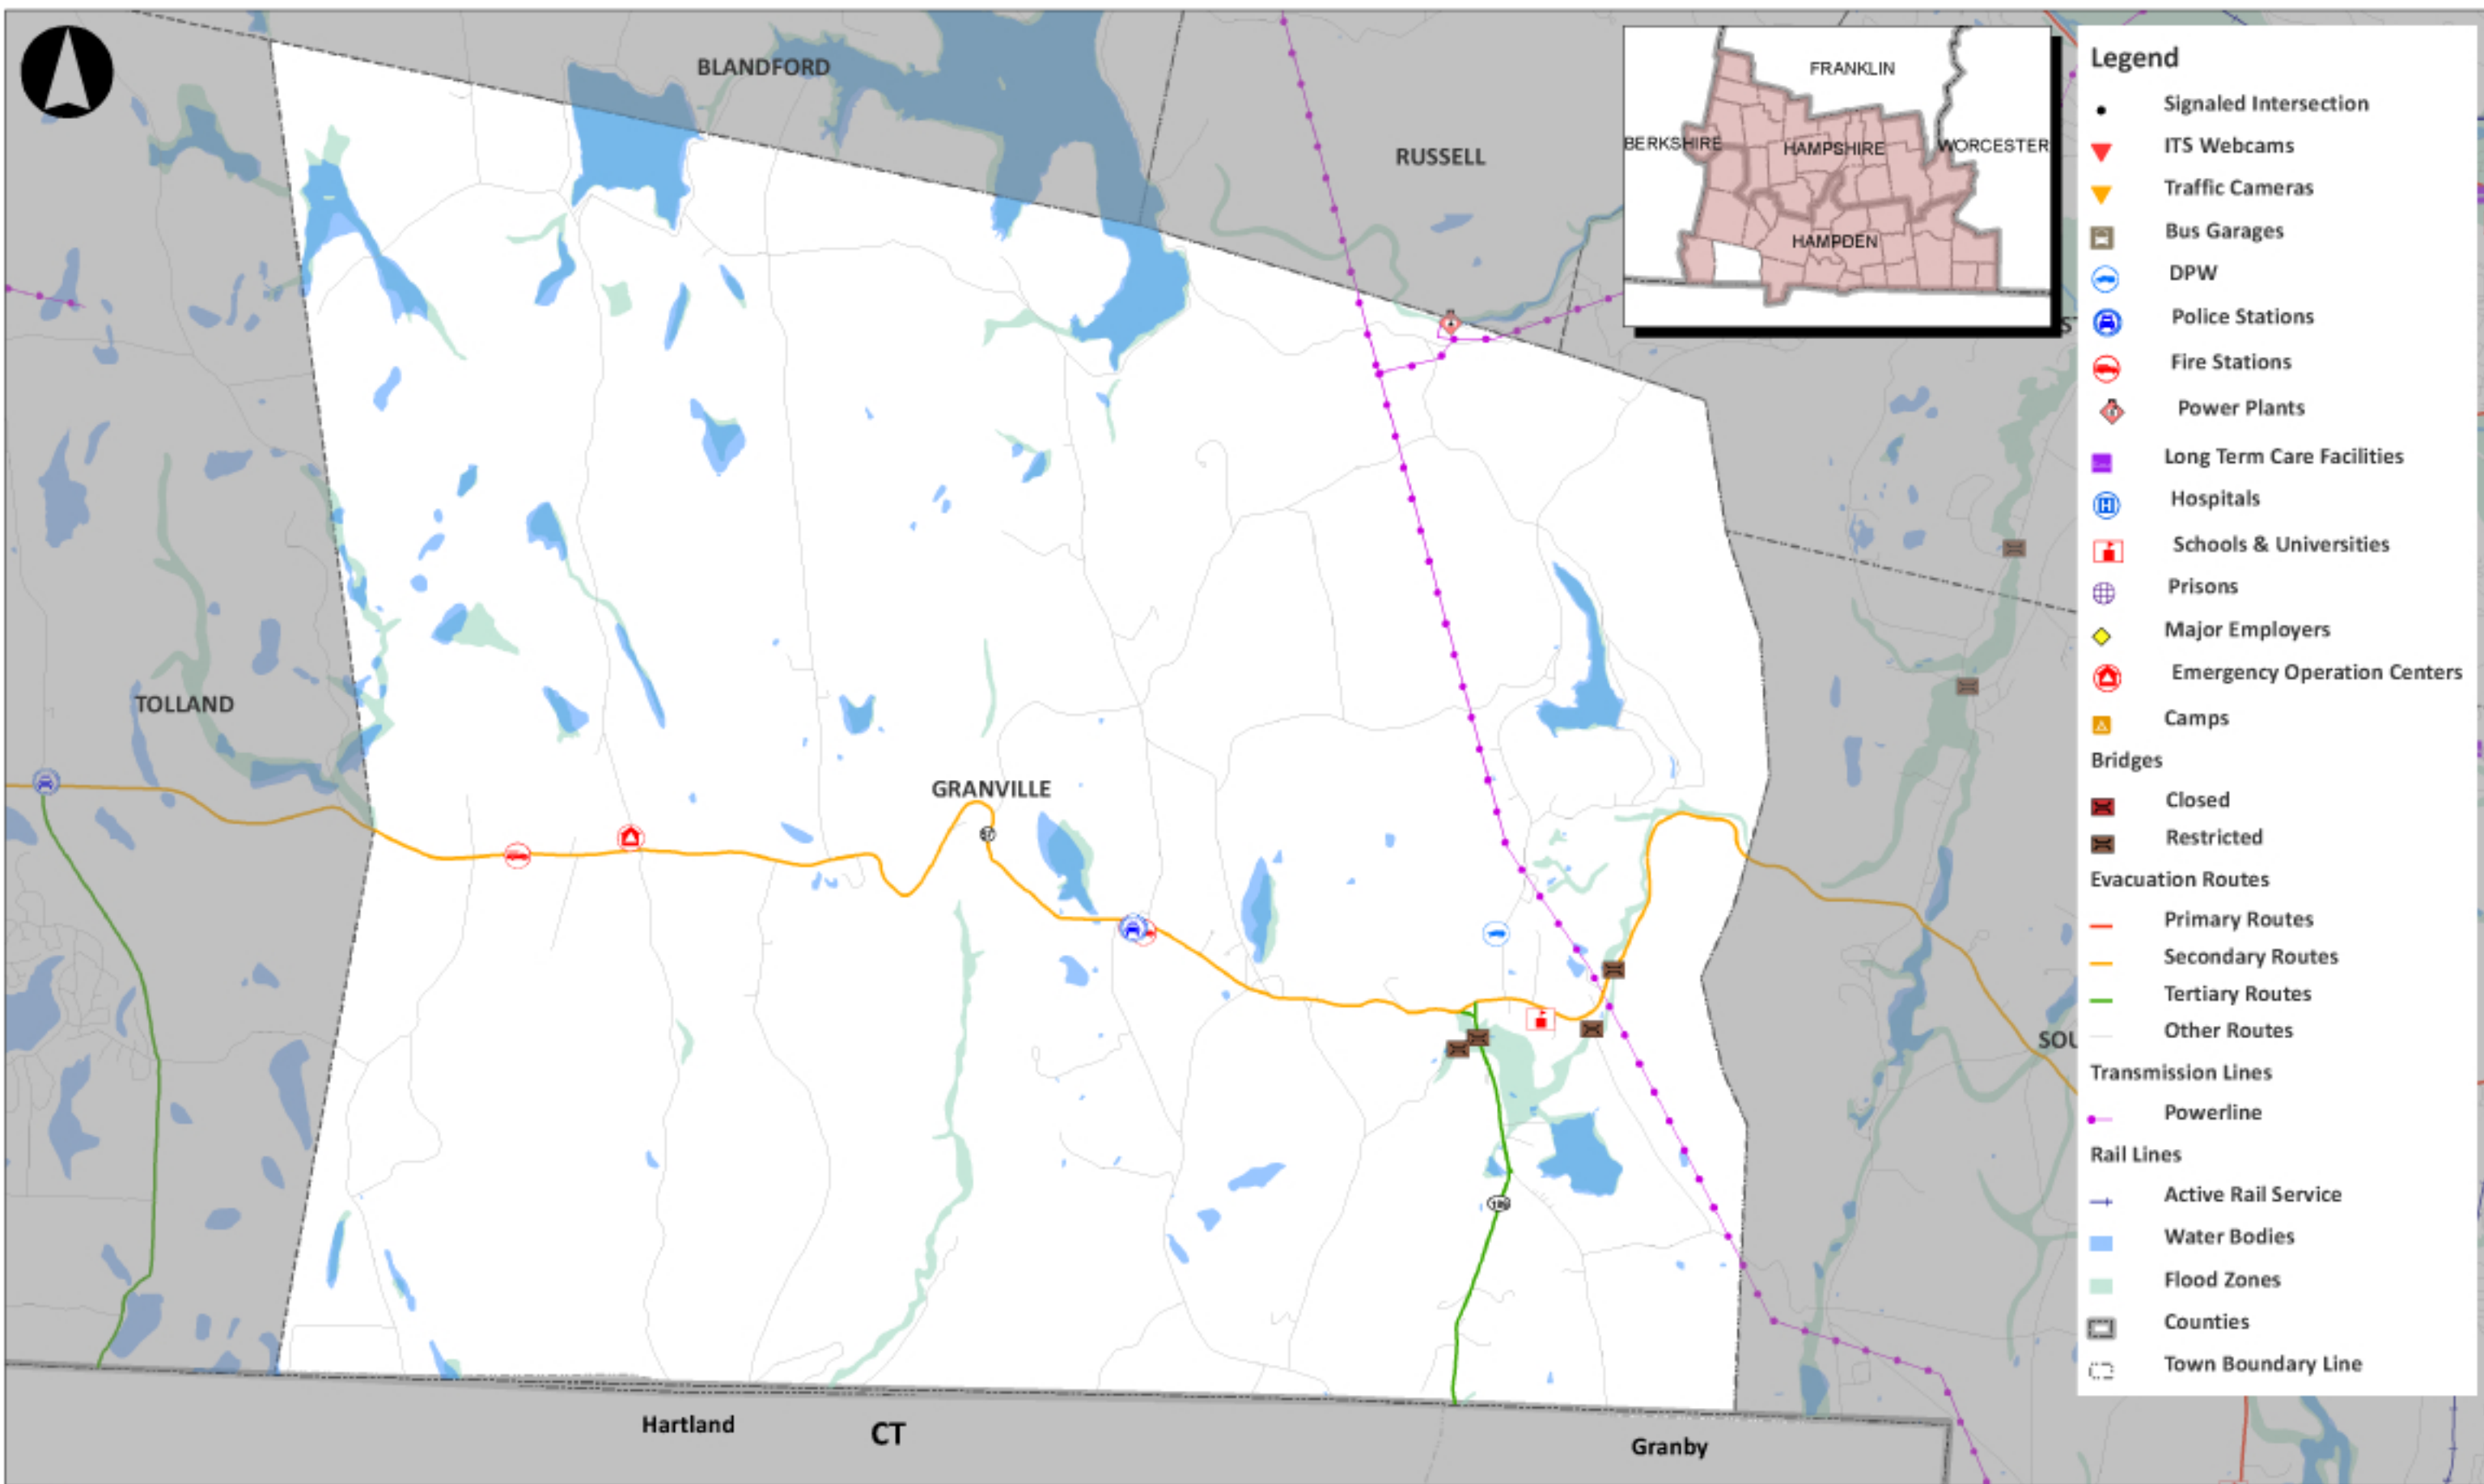 BLANDFORD
RUSSELL
TOLLAND
GRANVILLE
57
189
SOU
S
Hartland
CT
Granby
FRANKLIN
BERKSHIRE
HAMPSHIRE
WORCESTER
HAMPDEN
Legend
Signaled Intersection
ITS Webcams
Traffic Cameras
Bus Garages
DPW
Police Stations
Fire Stations
Power Plants
Long Term Care Facilities
Hospitals
Schools & Universities
Prisons
Major Employers
Emergency Operation Centers
Camps
Bridges
Closed
Restricted
Evacuation Routes
Primary Routes
Secondary Routes
Tertiary Routes
Other Routes
Transmission Lines
Powerline
Rail Lines
Active Rail Service
Water Bodies
Flood Zones
Counties
Town Boundary Line